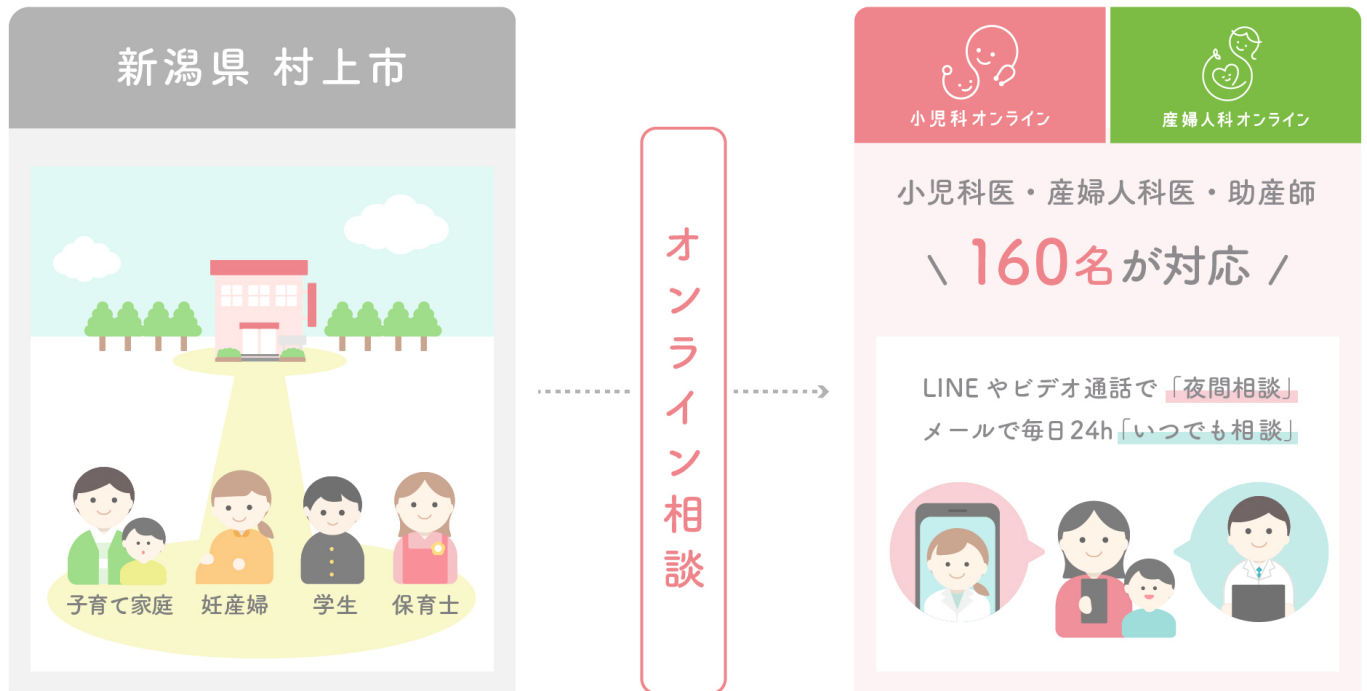 新潟県 村上市
子育て家庭
妊産婦
学生
保育士
オンライン相談
小児科オンライン
産婦人科オンライン
小児科医・産婦人科医・助産師
\ 160名が対応 /
LINEやビデオ通話で「夜間相談」
メールで毎日24h「いつでも相談」